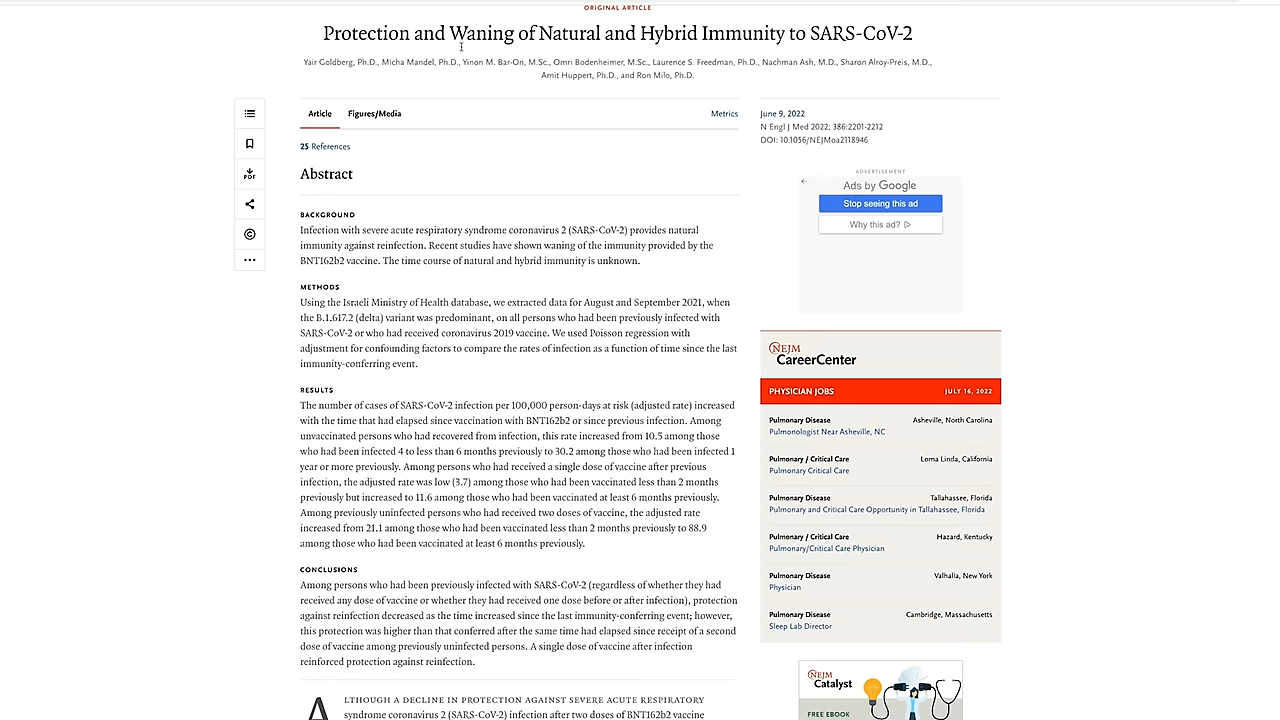 ORIGINAL ARTICLE
Protection and Waning of Natural and Hybrid Immunity to SARS-CoV-2
Yair Goldberg, Ph.D., Micha Mandel, Ph.D., Yinon M. Bar-On, M.Sc., Omri Bodenheimer, M.Sc., Laurence S. Freedman, Ph.D., Nachman Ash, M.D., Sharon Alroy-Preis, M.D.,
Amit Huppert, Ph.D., and Ron Milo, Ph.D.
Article Figures/Media Metrics
25 References
Abstract
BACKGROUND
Infection with severe acute respiratory syndrome coronavirus 2 (SARS-CoV-2) provides natural
immunity against reinfection. Recent studies have shown waning of the immunity provided by the
BNT162b2 vaccine. The time course of natural and hybrid immunity is unknown.
METHODS
Using the Israeli Ministry of Health database, we extracted data for August and September 2021, when
the B.1.617.2 (delta) variant was predominant, on all persons who had been previously infected with
SARS-CoV-2 or who had received coronavirus 2019 vaccine. We used Poisson regression with
adjustment for confounding factors to compare the rates of infection as a function of time since the last
immunity-conferring event.
RESULTS
The number of cases of SARS-CoV-2 infection per 100,000 person-days at risk (adjusted rate) increased
with the time that had elapsed since vaccination with BNT162b2 or since previous infection. Among
unvaccinated persons who had recovered from infection, this rate increased from 10.5 among those
who had been infected 4 to less than 6 months previously to 30.2 among those who had been infected 1
year or more previously. Among persons who had received a single dose of vaccine after previous
infection, the adjusted rate was low (3.7) among those who had been vaccinated less than 2 months
previously but increased to 11.6 among those who had been vaccinated at least 6 months previously.
Among previously uninfected persons who had received two doses of vaccine, the adjusted rate
increased from 21.1 among those who had been vaccinated less than 2 months previously to 88.9
among those who had been vaccinated at least 6 months previously.
CONCLUSIONS
Among persons who had been previously infected with SARS-CoV-2 (regardless of whether they had
received any dose of vaccine or whether they had received one dose before or after infection), protection
against reinfection decreased as the time increased since the last immunity-conferring event; however,
this protection was higher than that conferred after the same time had elapsed since receipt of a second
dose of vaccine among previously uninfected persons. A single dose of vaccine after infection
reinforced protection against reinfection.
ALTHOUGH A DECLINE IN PROTECTION AGAINST SEVERE ACUTE RESPIRATORY
syndrome coronavirus 2 (SARS-CoV-2) infection after two doses of BNT162b2 vaccine
PDF
June 9, 2022
N Engl J Med 2022; 386:2201-2212
DOI: 10.1056/NEJMoa2118946
ADVERTISEMENT
Ads by Google
Stop seeing this ad
Why this ad?
NEJM
CareerCenter
PHYSICIAN JOBS JULY 16, 2022
Pulmonary Disease Asheville, North Carolina
Pulmonologist Near Asheville, NC
Pulmonary / Critical Care Loma Linda, California
Pulmonary Critical Care
Pulmonary Disease Tallahassee, Florida
Pulmonary and Critical Care Opportunity in Tallahassee, Florida
Pulmonary / Critical Care Hazard, Kentucky
Pulmonary/Critical Care Physician
Pulmonary Disease Valhalla, New York
Physician
Pulmonary Disease Cambridge, Massachusetts
Sleep Lab Director
NEJM
Catalyst
FREE EBOOK